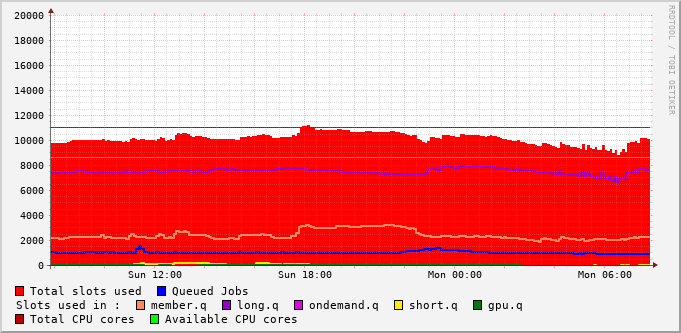 20000
18000
16000
14000
12000
10000
8000
6000
4000
2000
0
Sun 12:00 Sun 18:00 Mon 00:00 Mon 06:00
RRDTOOL / TOBI OETIKER
Total slots used Queued Jobs
Slots used in : member.q long.q ondemand.q short.q gpu.q
Total CPU cores Available CPU cores